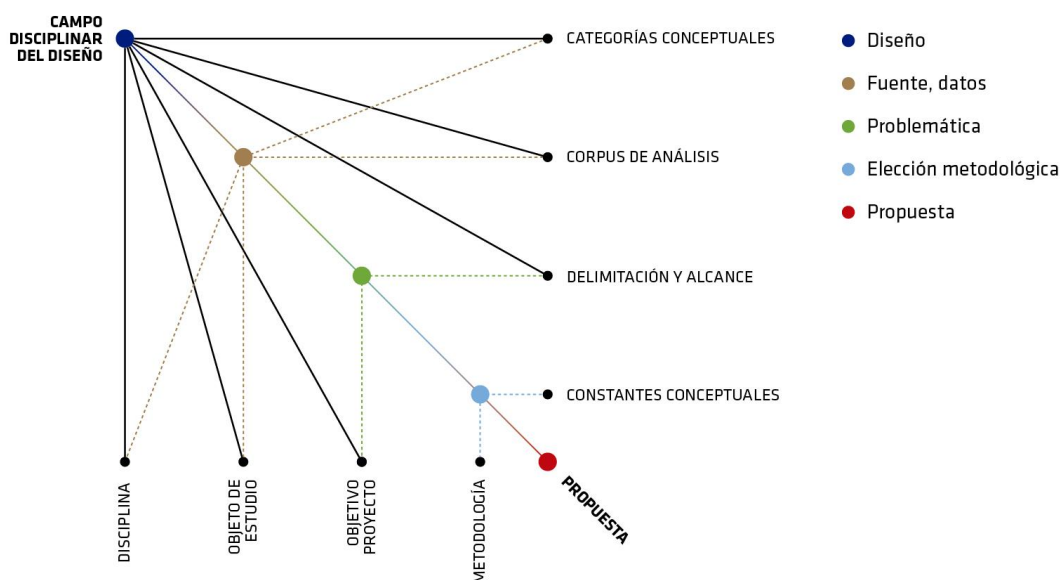 CAMPO
DISCIPLINAR
DEL DISEÑO
CATEGORÍAS CONCEPTUALES
CORPUS DE ANÁLISIS
DELIMITACIÓN Y ALCANCE
CONSTANTES CONCEPTUALES
DISCIPLINA
OBJETO DE
ESTUDIO
OBJETIVO
PROYECTO
METODOLOGÍA
PROPUESTA
Diseño
Fuente, datos
Problemática
Elección metodológica
Propuesta